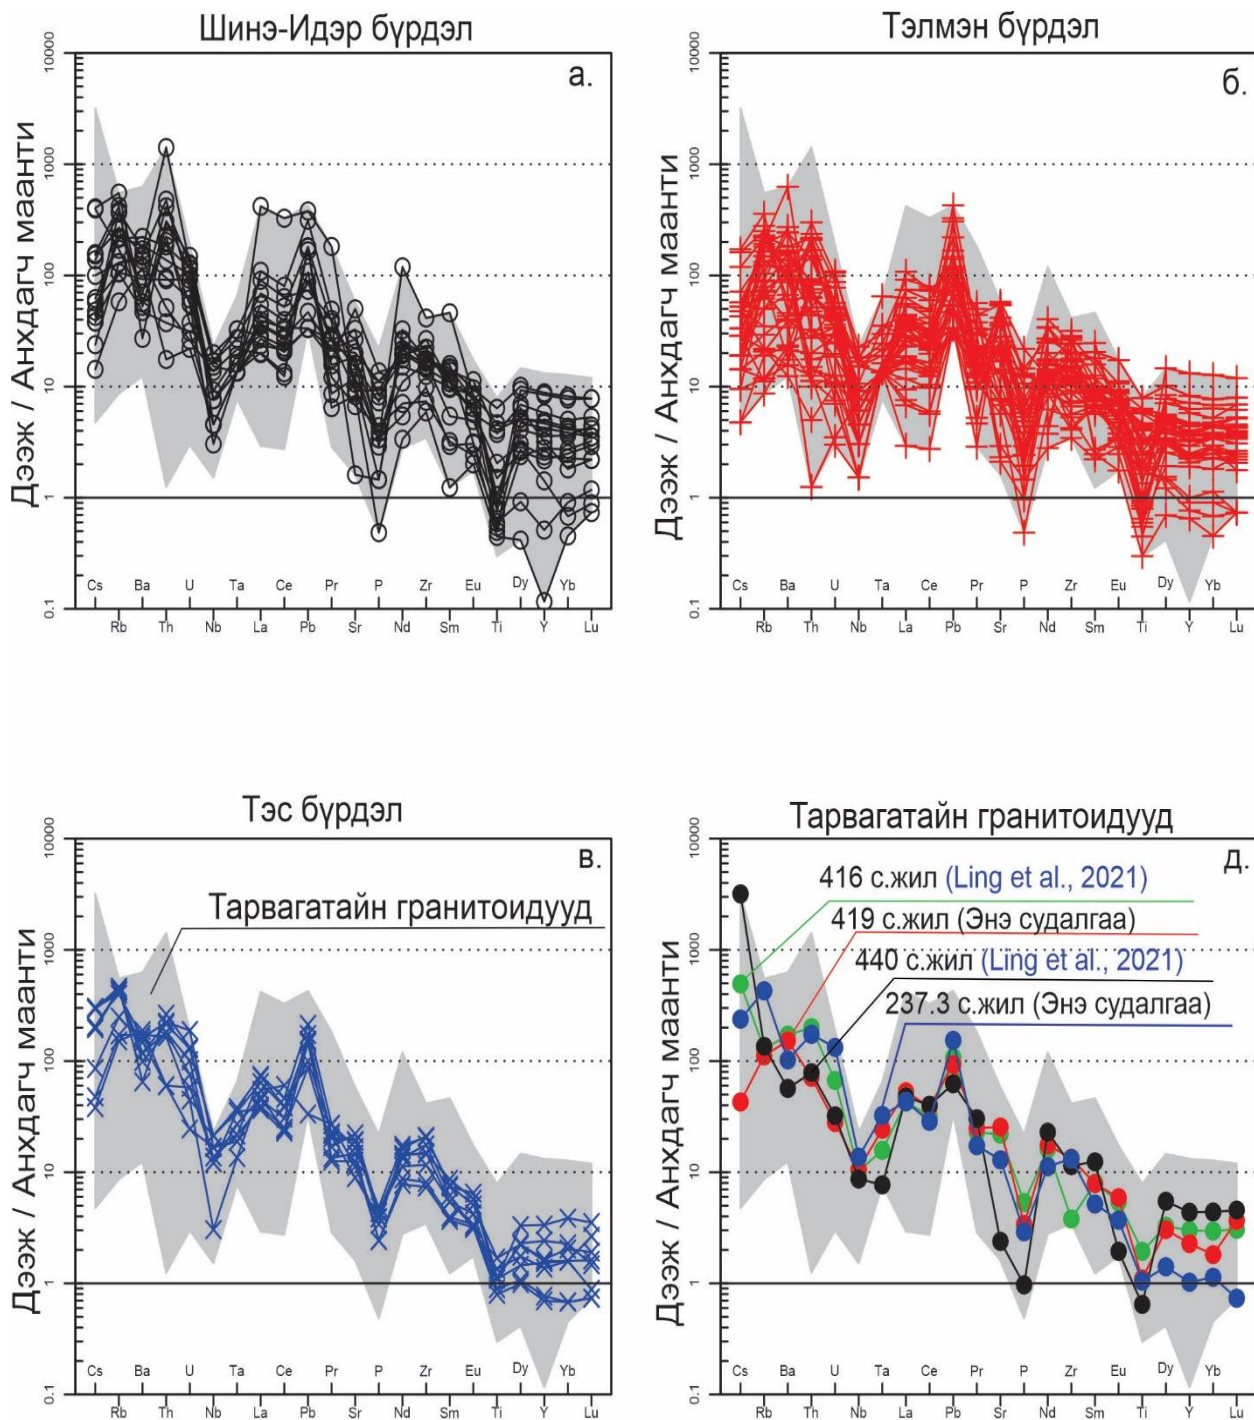 Шинэ-Идэр бүрдэл
а.
Дээж / Анхдагч маанти
10000
1000
100
10
1
0.1
Cs Ba U Ta La Ce Pr P Zr Eu Dy Yb
Rb Th Nb Pb Sr Nd Sm Ti Y Lu
Тэлмэн бүрдэл
б.
Дээж / Анхдагч маанти
10000
1000
100
10
1
0.1
Cs Ba U Ta La Ce Pr P Zr Eu Dy Yb
Rb Th Nb La Pb Sr Nd Sm Ti Y Lu
Тэс бүрдэл
в.
Тарвагатайн гранитоидууд
Дээж / Анхдагч маанти
10000
1000
100
10
1
0.1
Cs Ba U Ta La Ce Pr P Zr Eu Dy Yb
Rb Th Nb Pb Sr Nd Sm Ti Y Lu
Тарвагатайн гранитоидууд
д.
416 с.жил (Ling et al., 2021)
419 с.жил (Энэ судалгаа)
440 с.жил (Ling et al., 2021)
237.3 с.жил (Энэ судалгаа)
Дээж / Анхдагч маанти
10000
1000
100
10
1
0.1
Cs Ba U Ta La Ce Pr P Zr Eu Dy Yb
Rb Th Nb Pb Sr Nd Sm Ti Y Lu